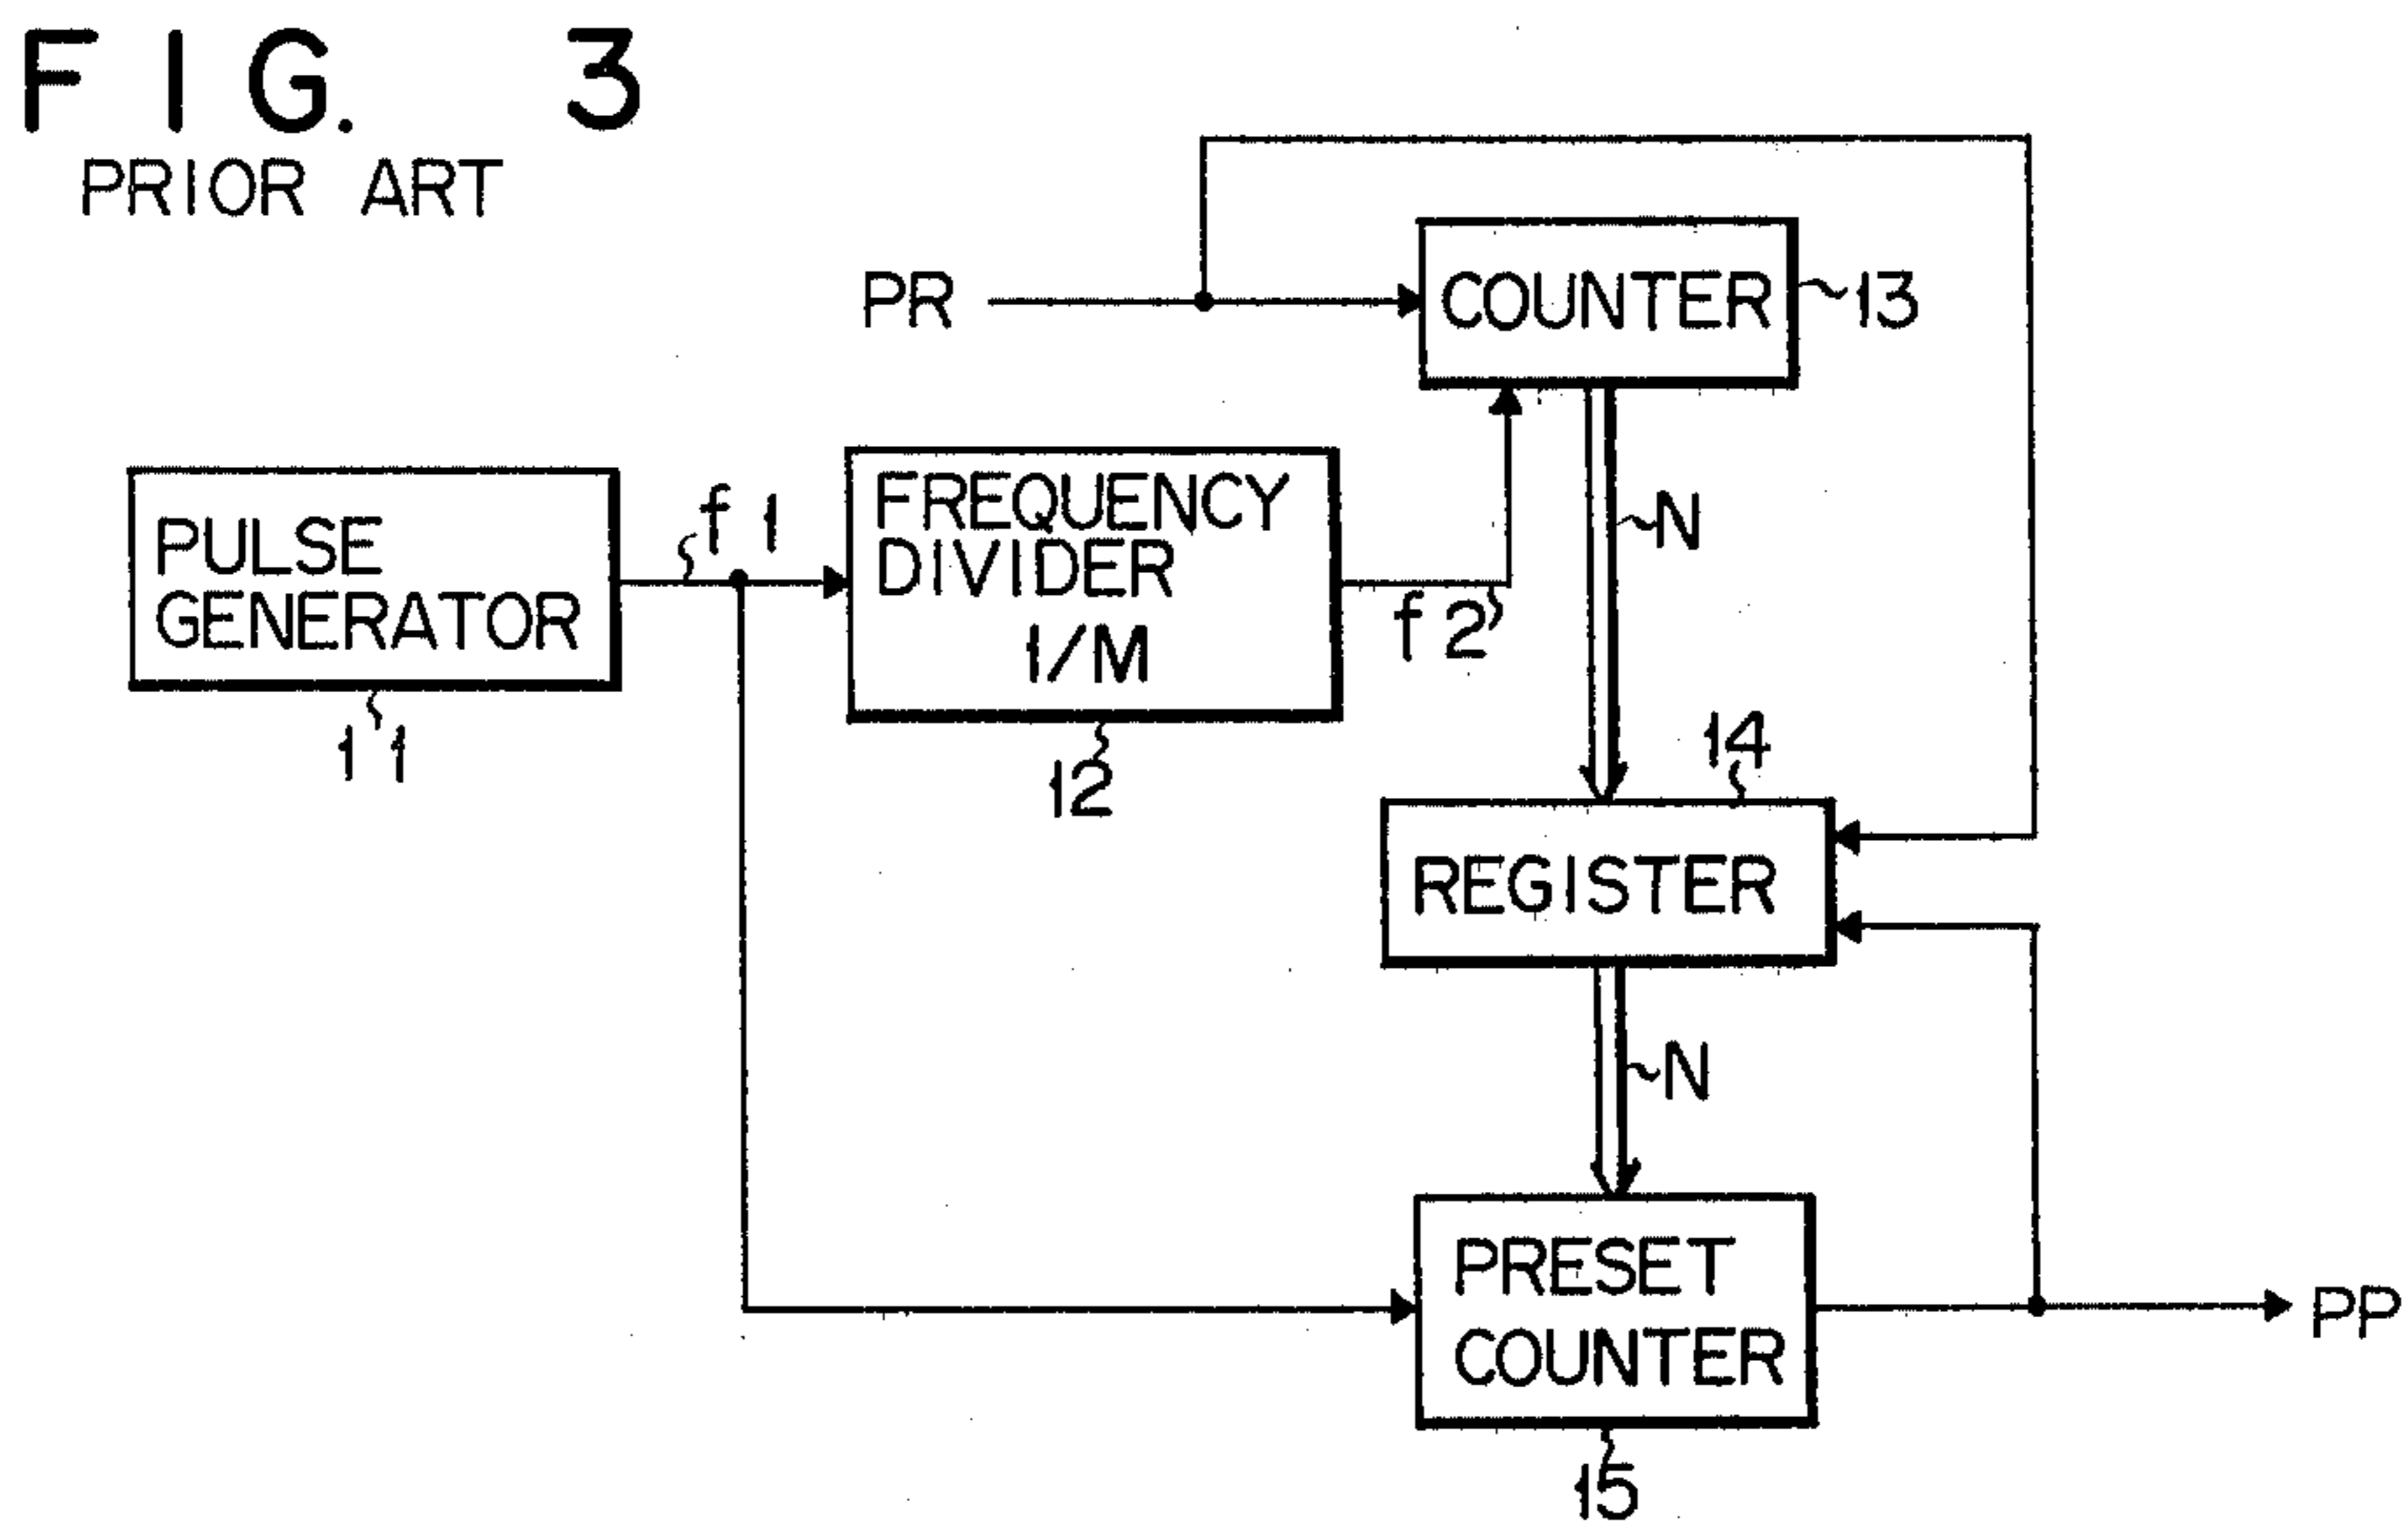 FIG. 3
PRIOR ART
PR
COUNTER
13
PULSE
GENERATOR
11
f1
FREQUENCY
DIVIDER
1/M
12
f2
N
14
REGISTER
N
PRESET
COUNTER
15
PP